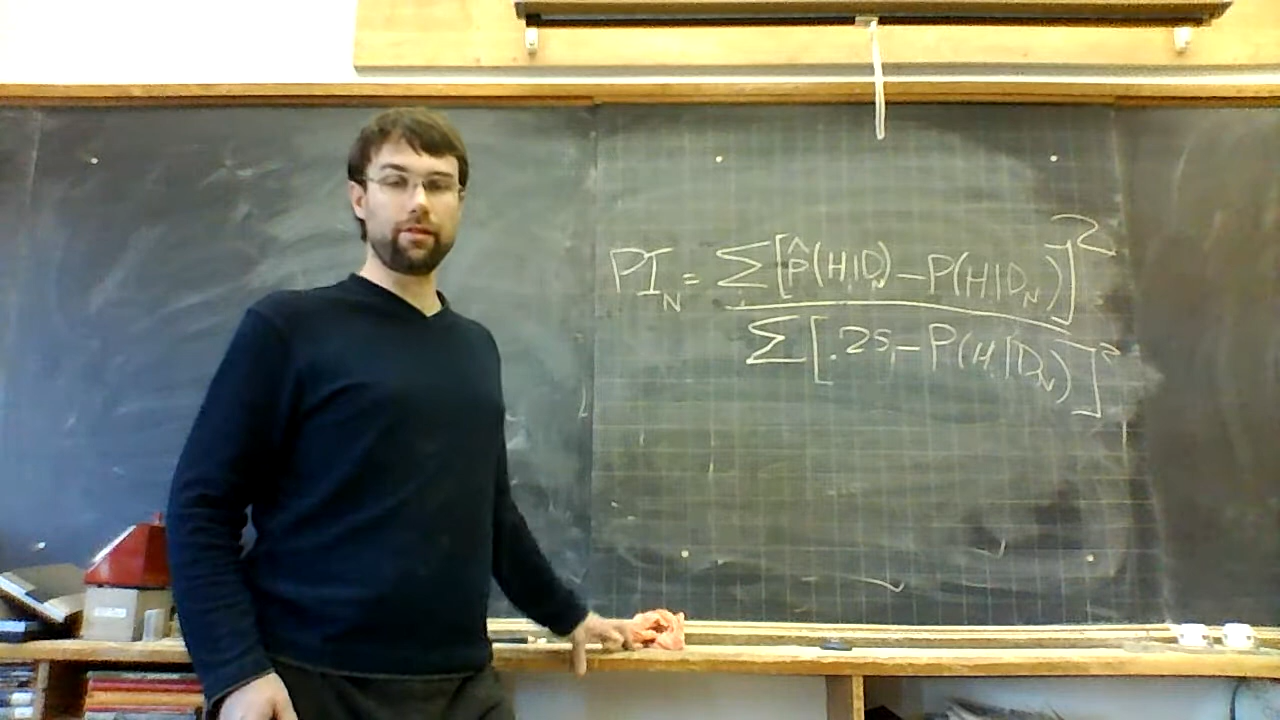 PI_N = Σ[p̂(H|D_N) – P(H|D_N)]²
Σ[.25 – P(H|D_N)]²